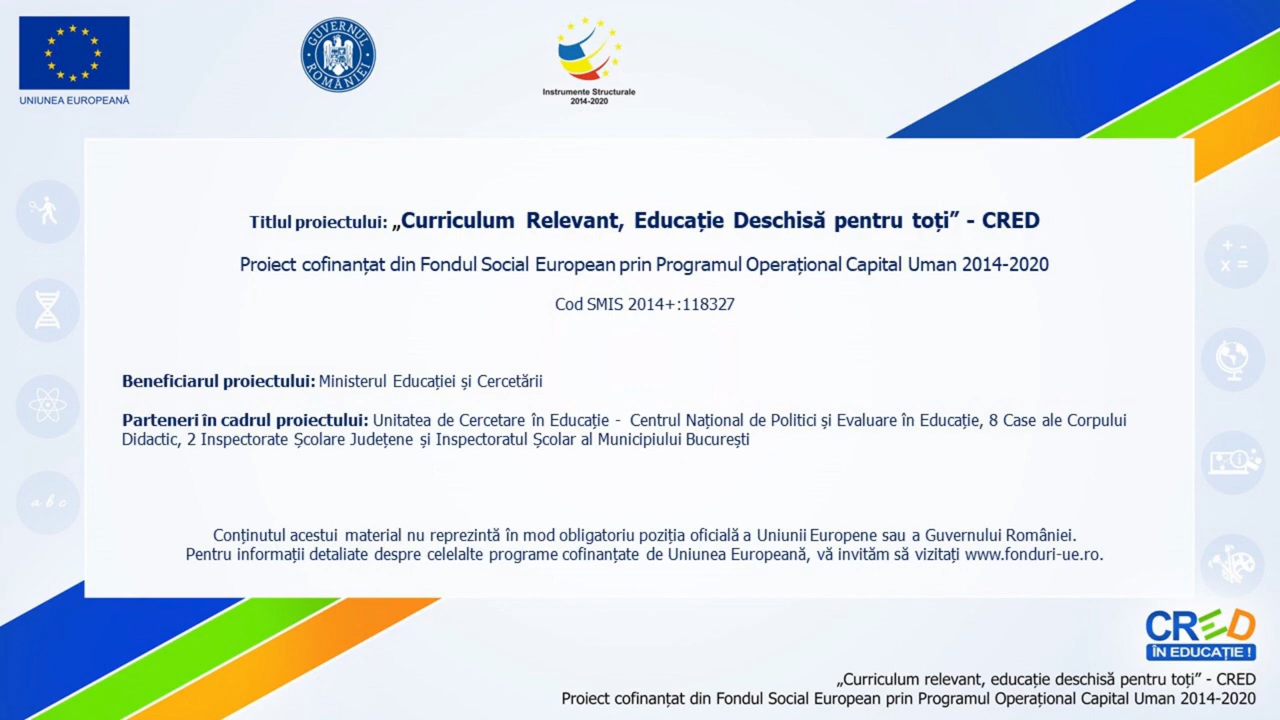 UNIUNEA EUROPEANĂ
GUVERNUL ROMÂNIEI
Instrumente Structurale
2014-2020
Titlul proiectului: „Curriculum Relevant, Educație Deschisă pentru toți” - CRED
Proiect cofinanțat din Fondul Social European prin Programul Operațional Capital Uman 2014-2020
Cod SMIS 2014+:118327
Beneficiarul proiectului: Ministerul Educației și Cercetării
Parteneri în cadrul proiectului: Unitatea de Cercetare în Educație - Centrul Național de Politici și Evaluare în Educație, 8 Case ale Corpului
Didactic, 2 Inspectorate Școlare Județene și Inspectoratul Școlar al Municipiului București
Conținutul acestui material nu reprezintă în mod obligatoriu poziția oficială a Uniunii Europene sau a Guvernului României.
Pentru informații detaliate despre celelalte programe cofinanțate de Uniunea Europeană, vă invităm să vizitați www.fonduri-ue.ro.
+ -
x =
a b c
CRED
ÎN EDUCAȚIE !
„Curriculum relevant, educație deschisă pentru toți” - CRED
Proiect cofinanțat din Fondul Social European prin Programul Operațional Capital Uman 2014-2020